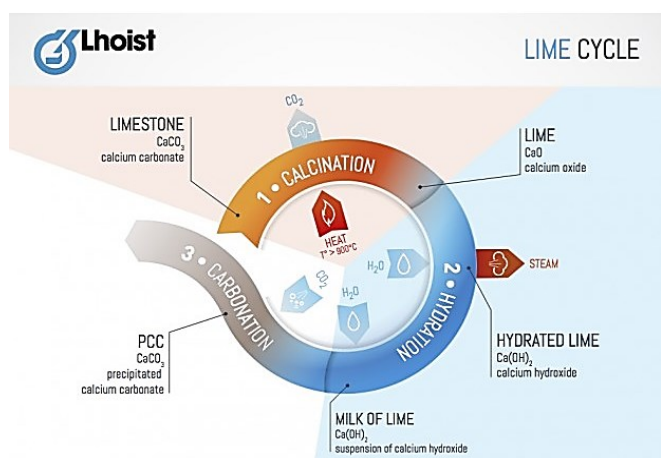 Lhoist
LIME CYCLE
CO₂
LIMESTONE
CaCO₃
calcium carbonate
LIME
CaO
calcium oxide
1 • CALCINATION
HEAT
T° > 900°C
H₂O
STEAM
2 • HYDRATION
CO₂
H₂O
3 • CARBONATION
HYDRATED LIME
Ca(OH)₂
calcium hydroxide
PCC
CaCO₃
precipitated
calcium carbonate
MILK OF LIME
Ca(OH)₂
suspension of calcium hydroxide